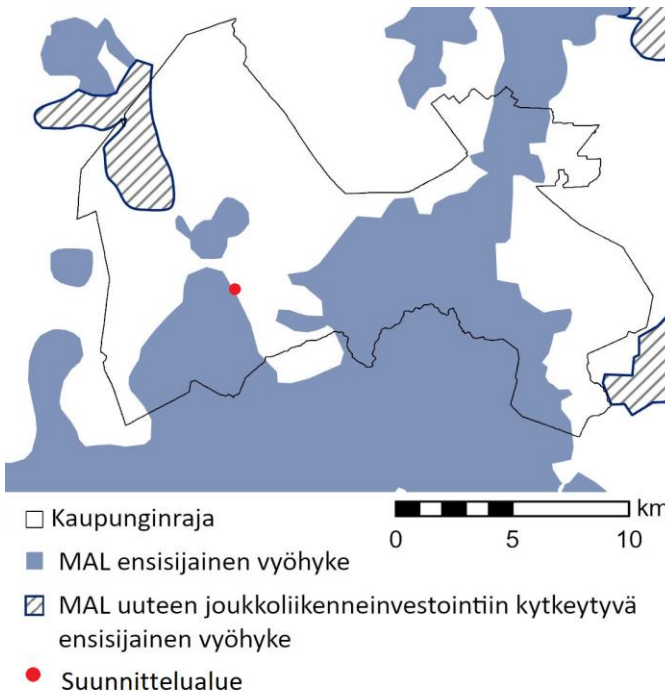 km
0 5 10
Kaupunginraja
MAL ensisijainen vyöhyke
MAL uuteen joukkoliikenneinvestointiin kytkeytyvä
ensisijainen vyöhyke
Suunnittelualue